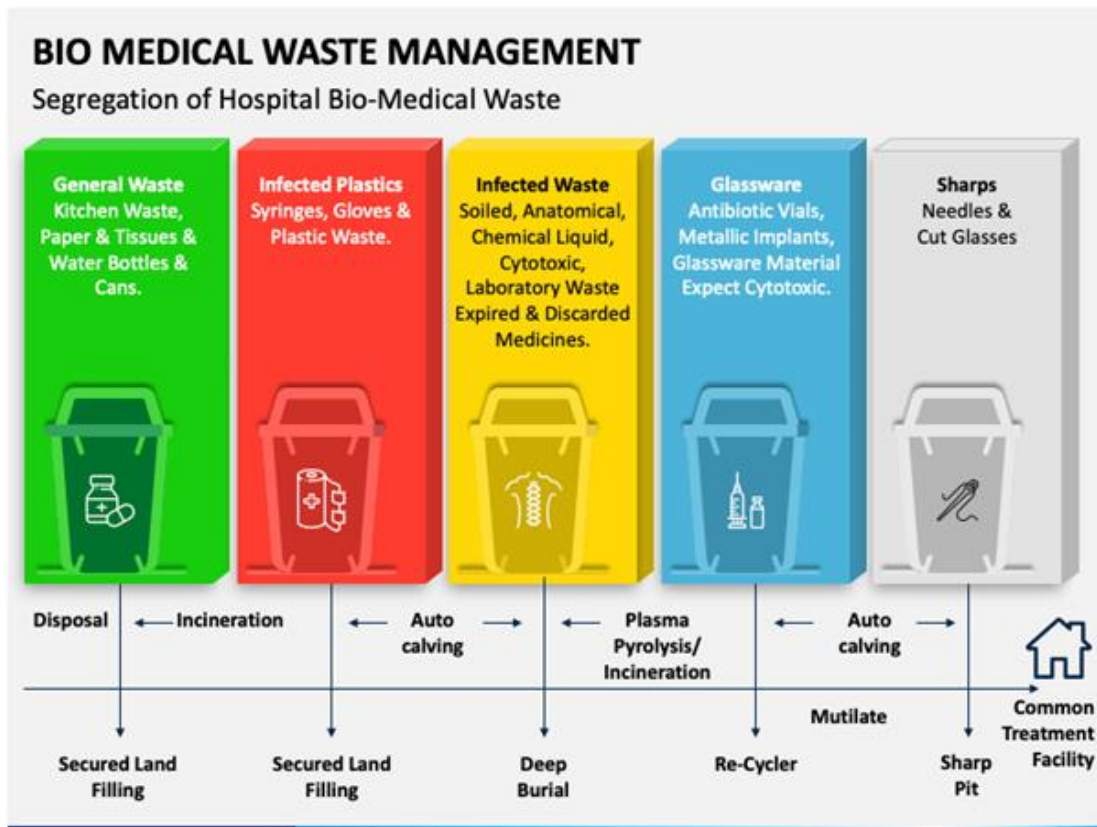 BIO MEDICAL WASTE MANAGEMENT
Segregation of Hospital Bio-Medical Waste
General Waste
Kitchen Waste,
Paper & Tissues &
Water Bottles &
Cans.
Infected Plastics
Syringes, Gloves &
Plastic Waste.
Infected Waste
Soiled, Anatomical,
Chemical Liquid,
Cytotoxic,
Laboratory Waste
Expired & Discarded
Medicines.
Glassware
Antibiotic Vials,
Metallic Implants,
Glassware Material
Expect Cytotoxic.
Sharps
Needles &
Cut Glasses
Disposal
Incineration
Auto
calving
Plasma
Pyrolysis/
Incineration
Auto
calving
Mutilate
Common
Treatment
Facility
Secured Land
Filling
Secured Land
Filling
Deep
Burial
Re-Cycler
Sharp
Pit